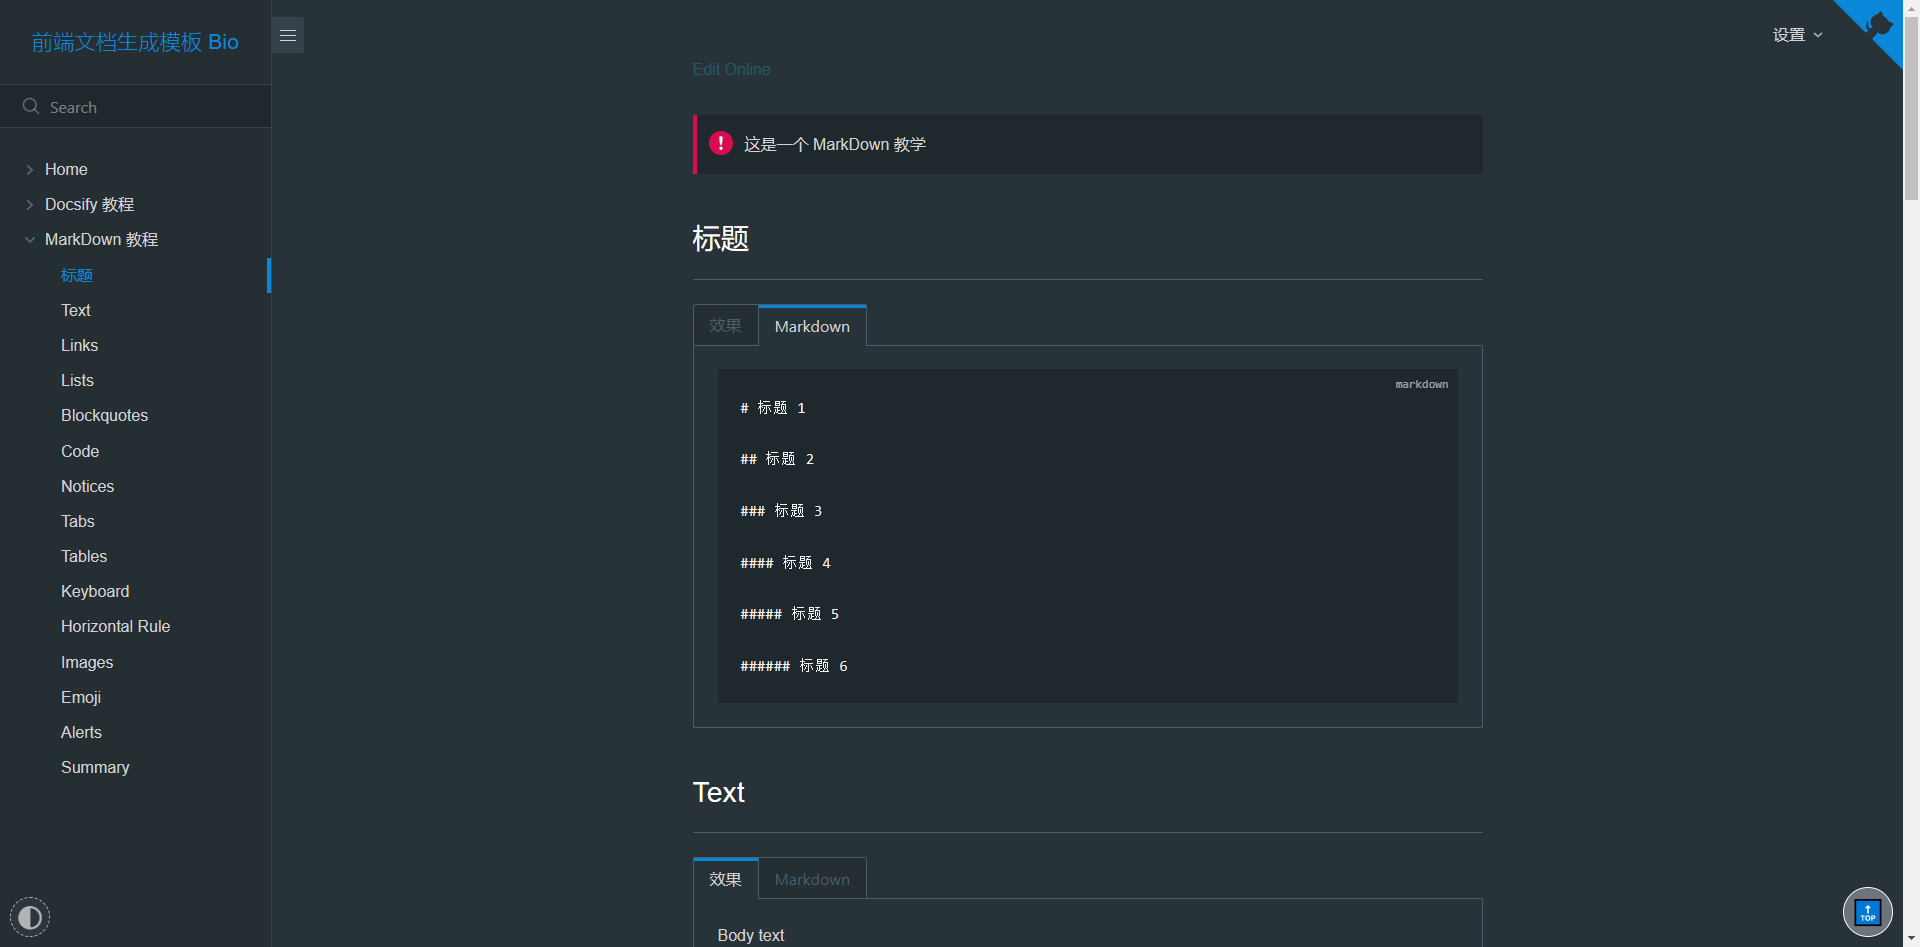 前端文档生成模板 Bio
Search
Home
Docsify 教程
MarkDown 教程
标题
Text
Links
Lists
Blockquotes
Code
Notices
Tabs
Tables
Keyboard
Horizontal Rule
Images
Emoji
Alerts
Summary
设置
Edit Online
这是一个 MarkDown 教学
标题
效果 Markdown
markdown
# 标题 1
## 标题 2
### 标题 3
#### 标题 4
##### 标题 5
###### 标题 6
Text
效果 Markdown
Body text
TOP